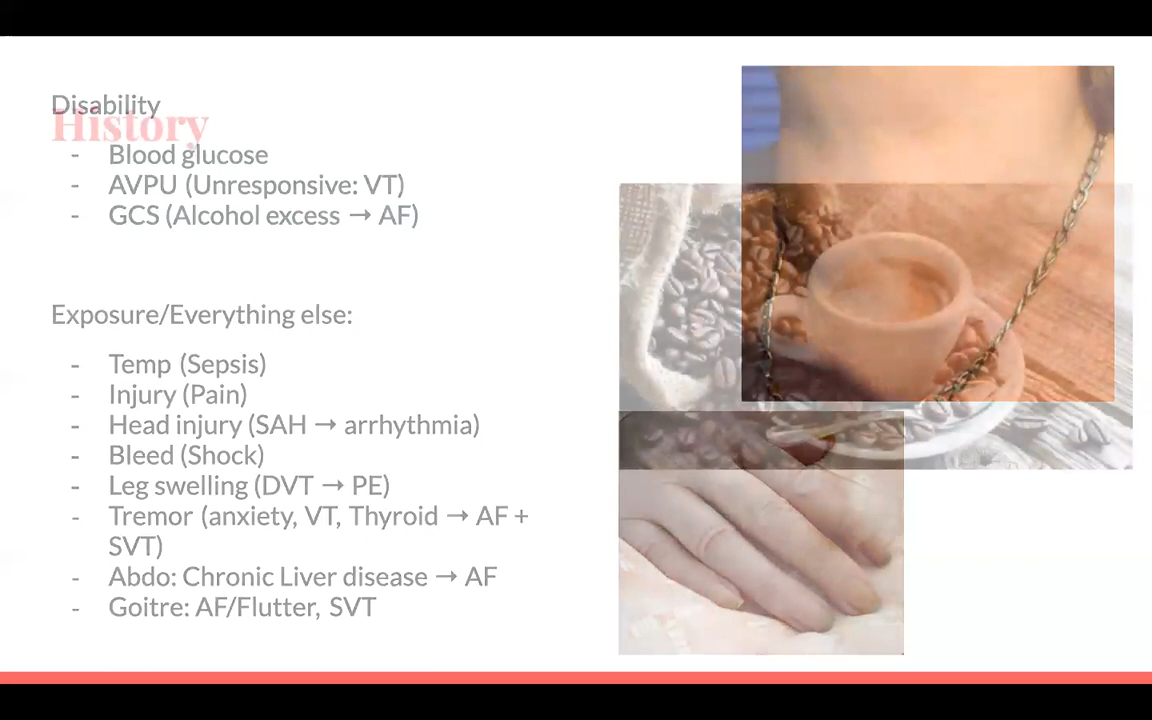 Disability
History
- Blood glucose
- AVPU (Unresponsive: VT)
- GCS (Alcohol excess → AF)
Exposure/Everything else:
- Temp (Sepsis)
- Injury (Pain)
- Head injury (SAH → arrhythmia)
- Bleed (Shock)
- Leg swelling (DVT → PE)
- Tremor (anxiety, VT, Thyroid → AF +
SVT)
- Abdo: Chronic Liver disease → AF
- Goitre: AF/Flutter, SVT